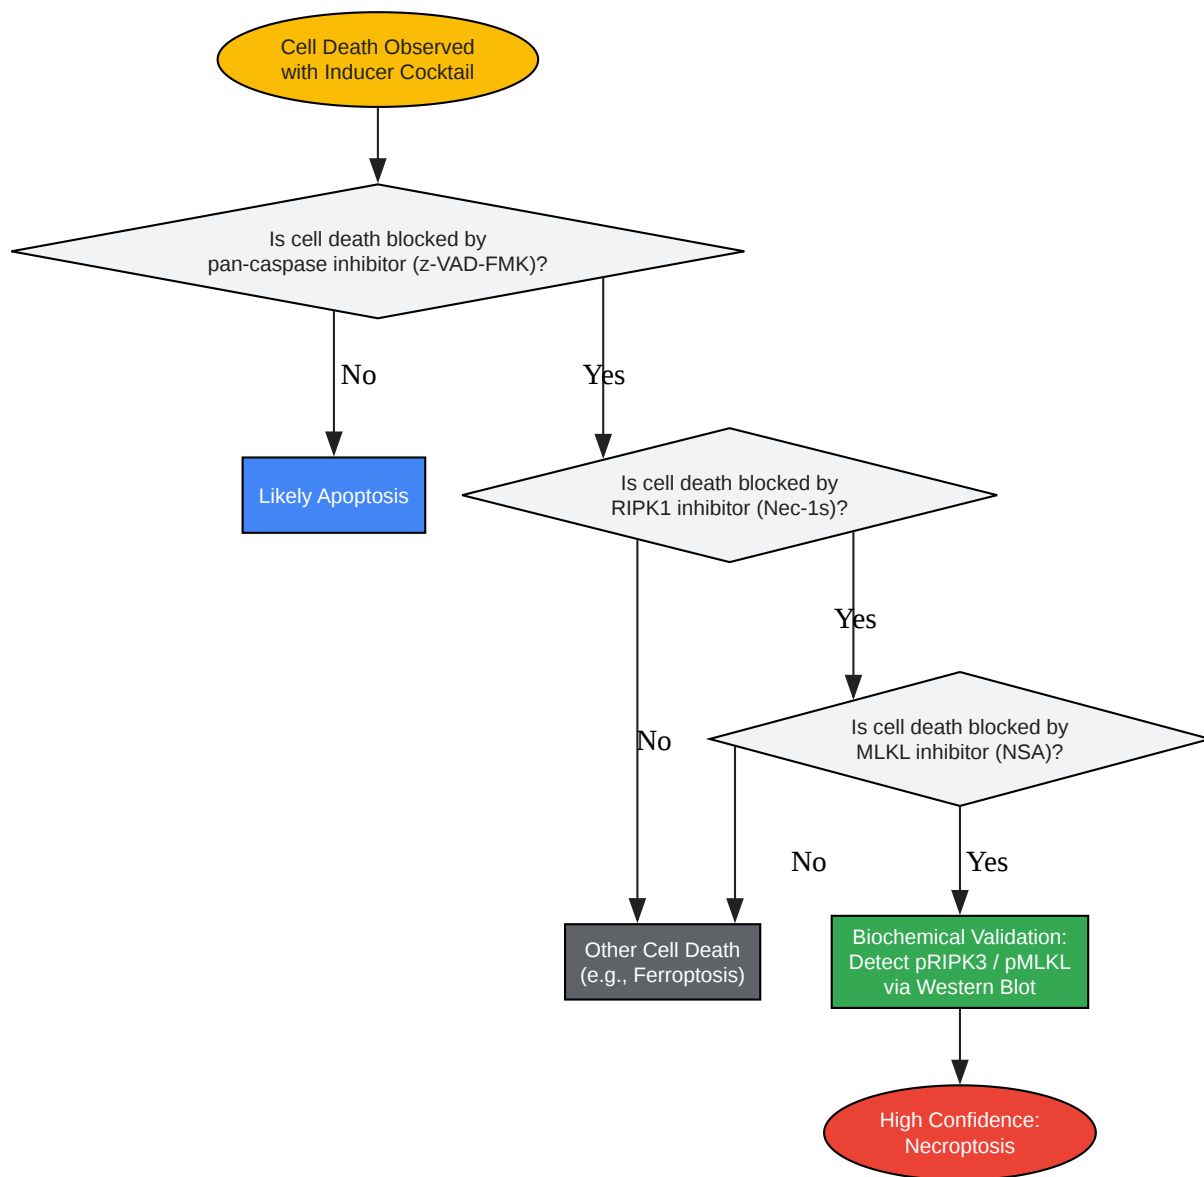 Cell Death Observed
with Inducer Cocktail
Is cell death blocked by
pan-caspase inhibitor (z-VAD-FMK)?
No
Yes
Likely Apoptosis
Is cell death blocked by
RIPK1 inhibitor (Nec-1s)?
Yes
No
Is cell death blocked by
MLKL inhibitor (NSA)?
No
Yes
Other Cell Death
(e.g., Ferroptosis)
Biochemical Validation:
Detect pRIPK3 / pMLKL
via Western Blot
High Confidence:
Necroptosis